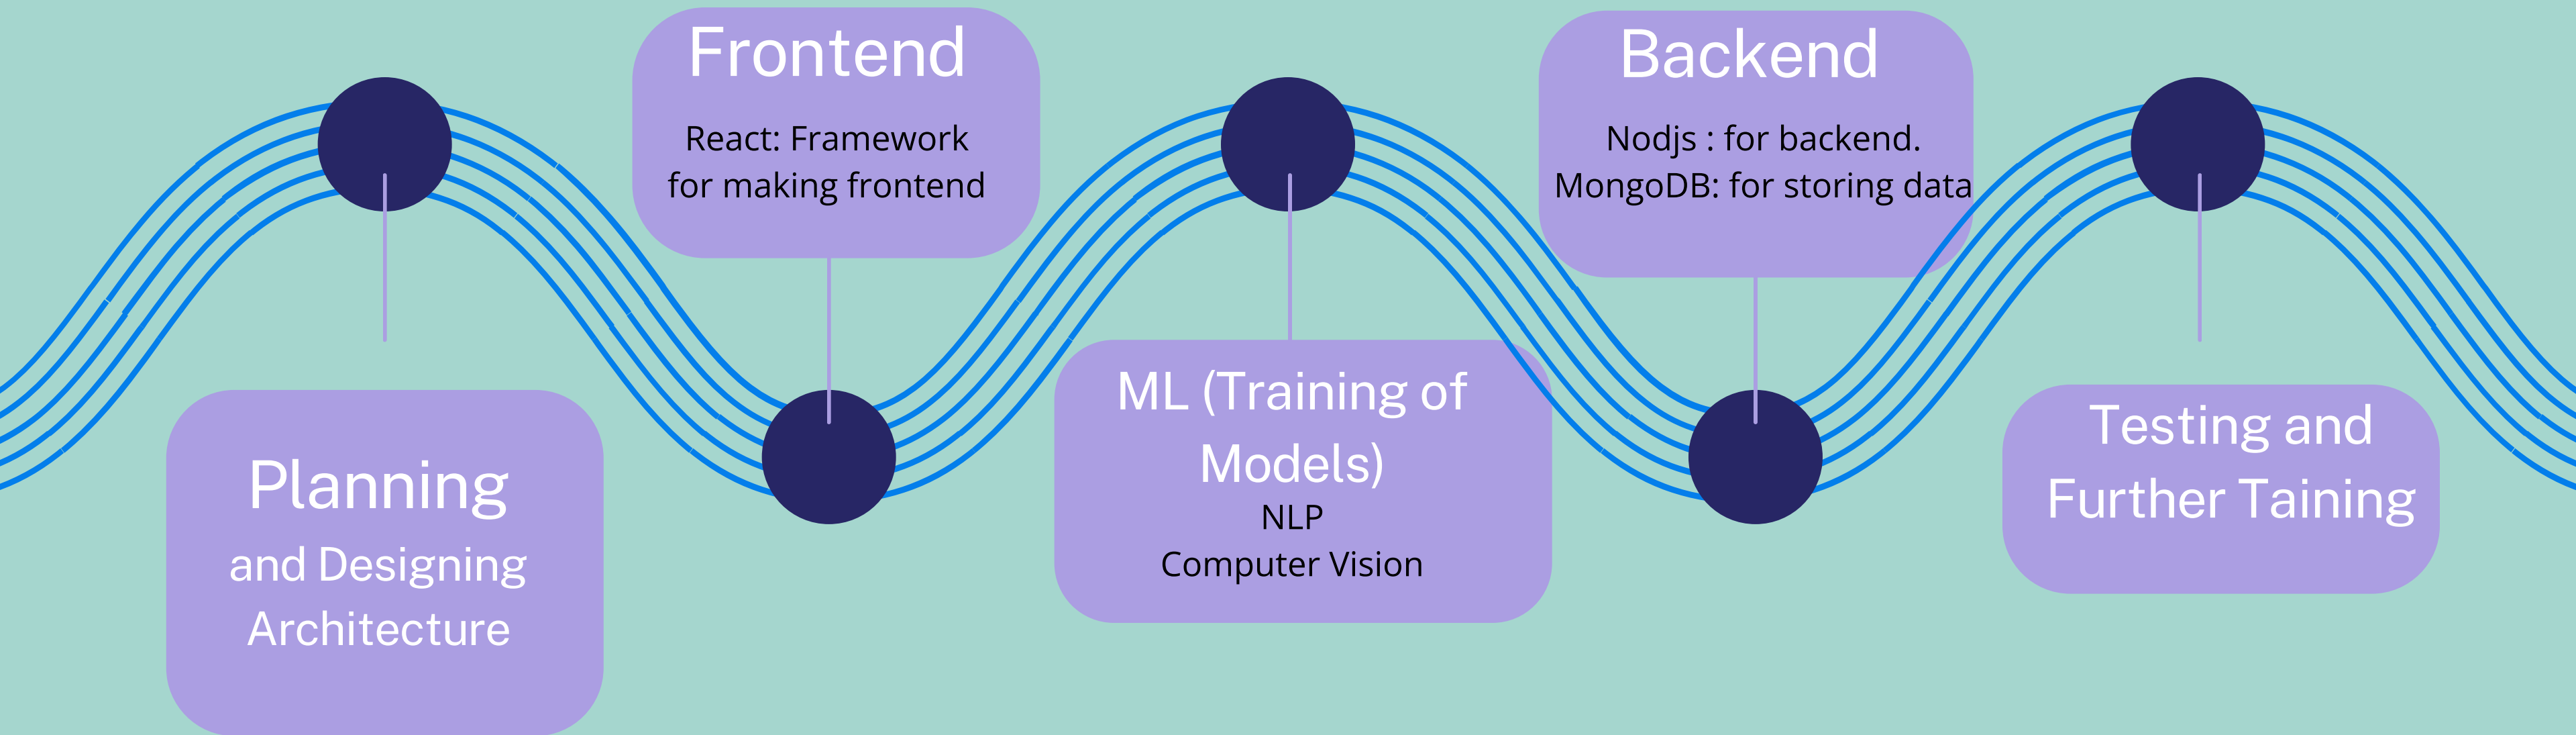 Planning
and Designing
Architecture
Frontend
React: Framework
for making frontend
ML (Training of
Models)
NLP
Computer Vision
Backend
Nodjs : for backend.
MongoDB: for storing data
Testing and
Further Taining